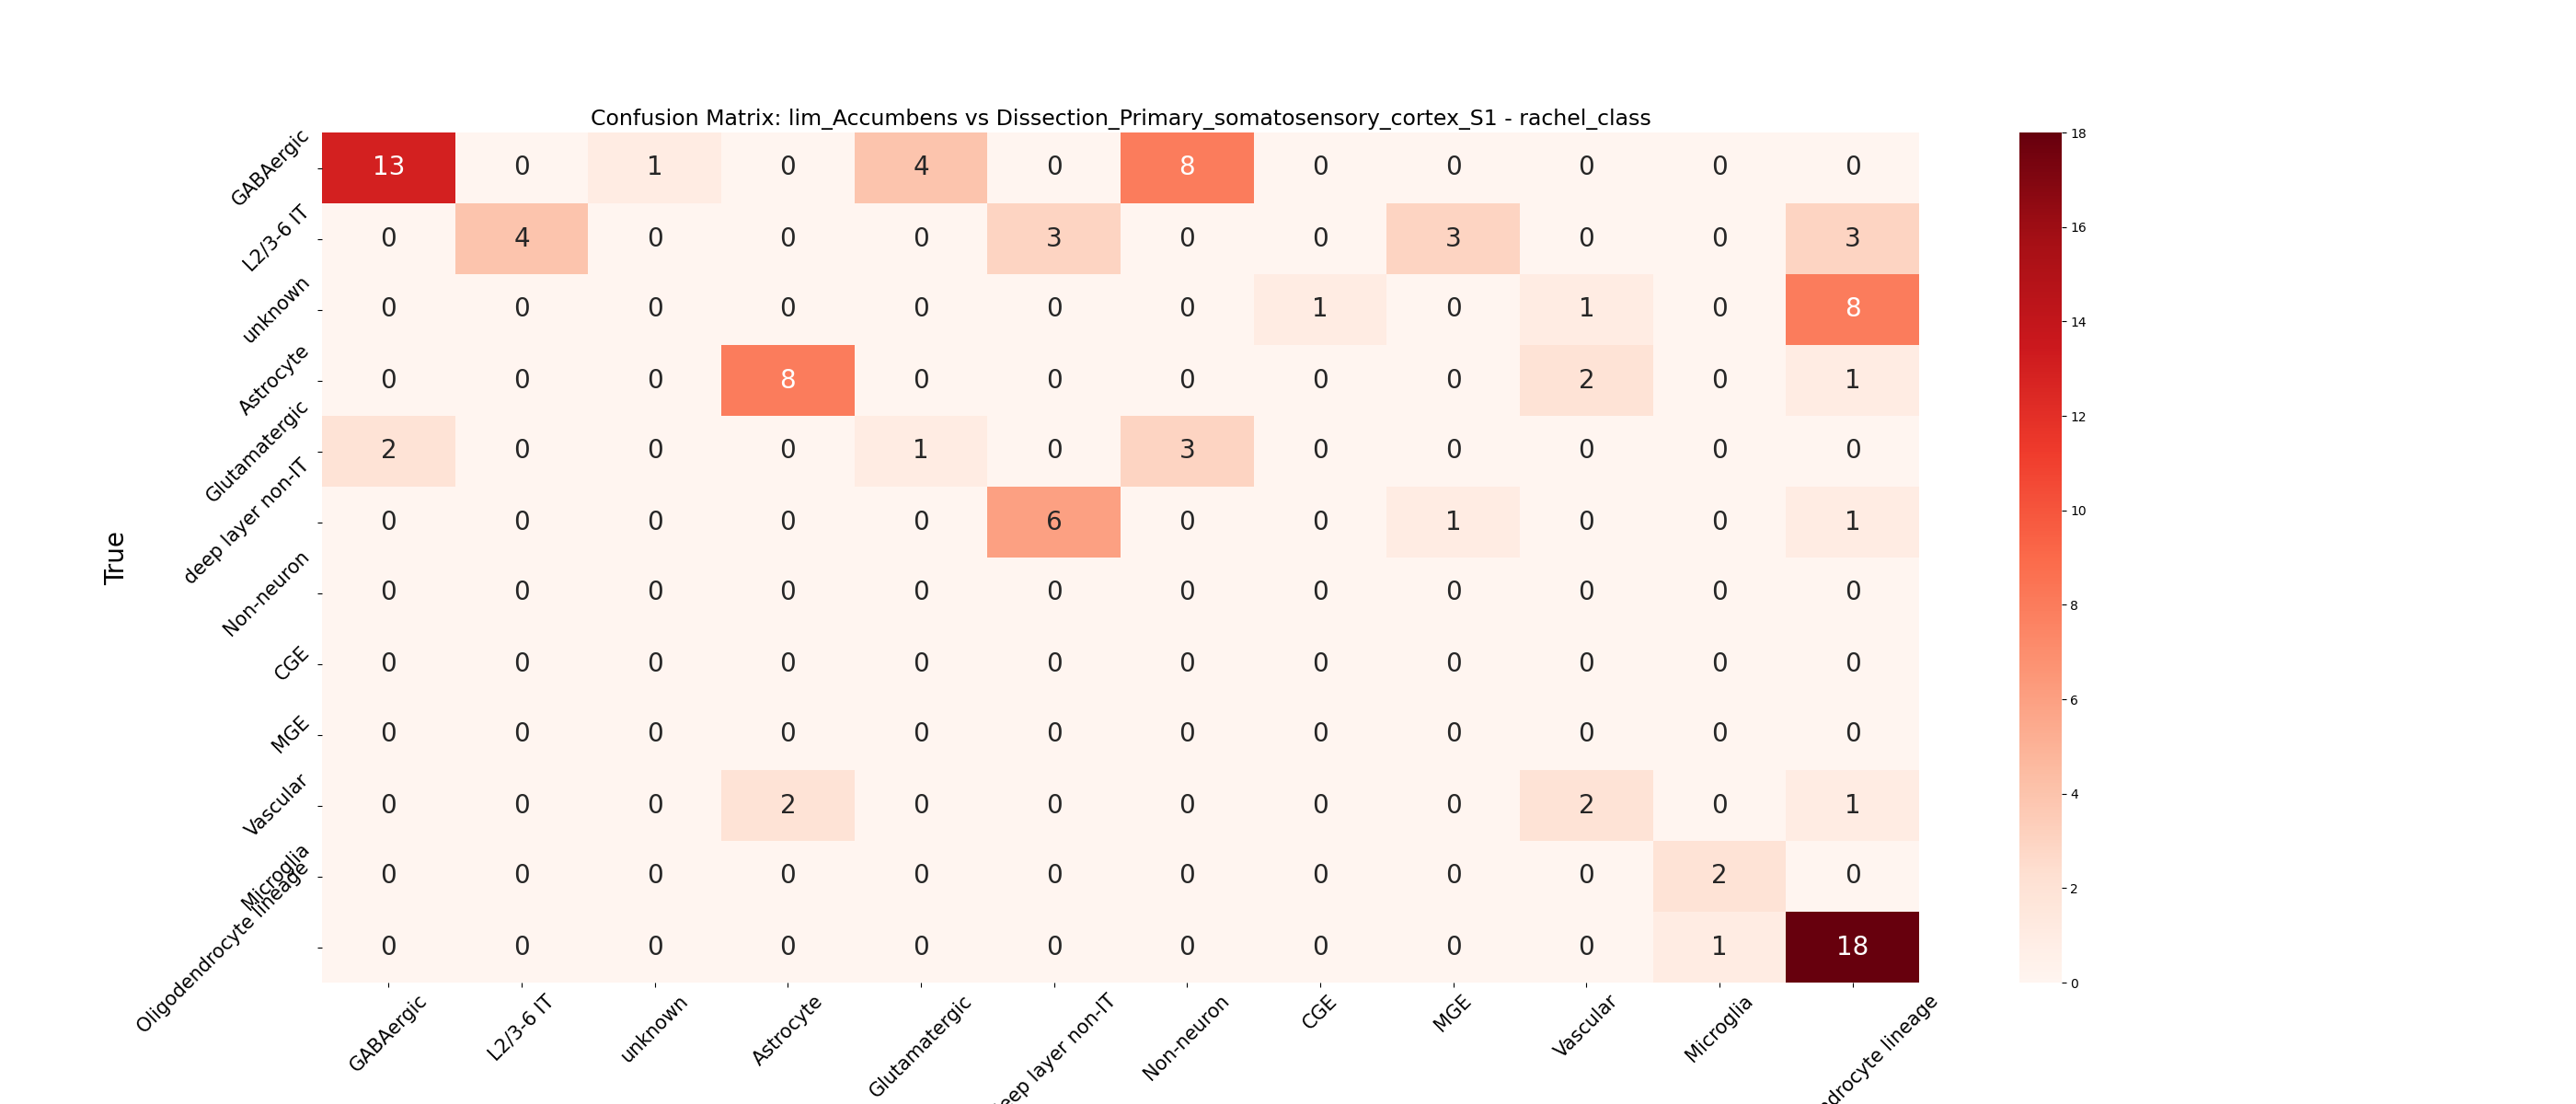 Confusion Matrix: lim_Accumbens vs Dissection_Primary_somatosensory_cortex_S1 - rachel_class
GABAergic 13 0 1 0 4 0 8 0 0 0 0 0
L2/3-6 IT 0 4 0 0 0 3 0 0 3 0 0 3
unknown 0 0 0 0 0 0 0 1 0 1 0 8
Astrocyte 0 0 0 8 0 0 0 0 0 2 0 1
Glutamatergic 2 0 0 0 1 0 3 0 0 0 0 0
deep layer non-IT 0 0 0 0 0 6 0 0 1 0 0 1
Non-neuron 0 0 0 0 0 0 0 0 0 0 0 0
CGE 0 0 0 0 0 0 0 0 0 0 0 0
MGE 0 0 0 0 0 0 0 0 0 0 0 0
Vascular 0 0 0 2 0 0 0 0 0 2 0 1
Microglia 0 0 0 0 0 0 0 0 0 0 2 0
Oligodendrocyte lineage 0 0 0 0 0 0 0 0 0 0 1 18
True
GABAergic
L2/3-6 IT
unknown
Astrocyte
Glutamatergic
eep layer non-IT
Non-neuron
CGE
MGE
Vascular
Microglia
ndrocyte lineage
18
16
14
12
10
8
6
4
2
0